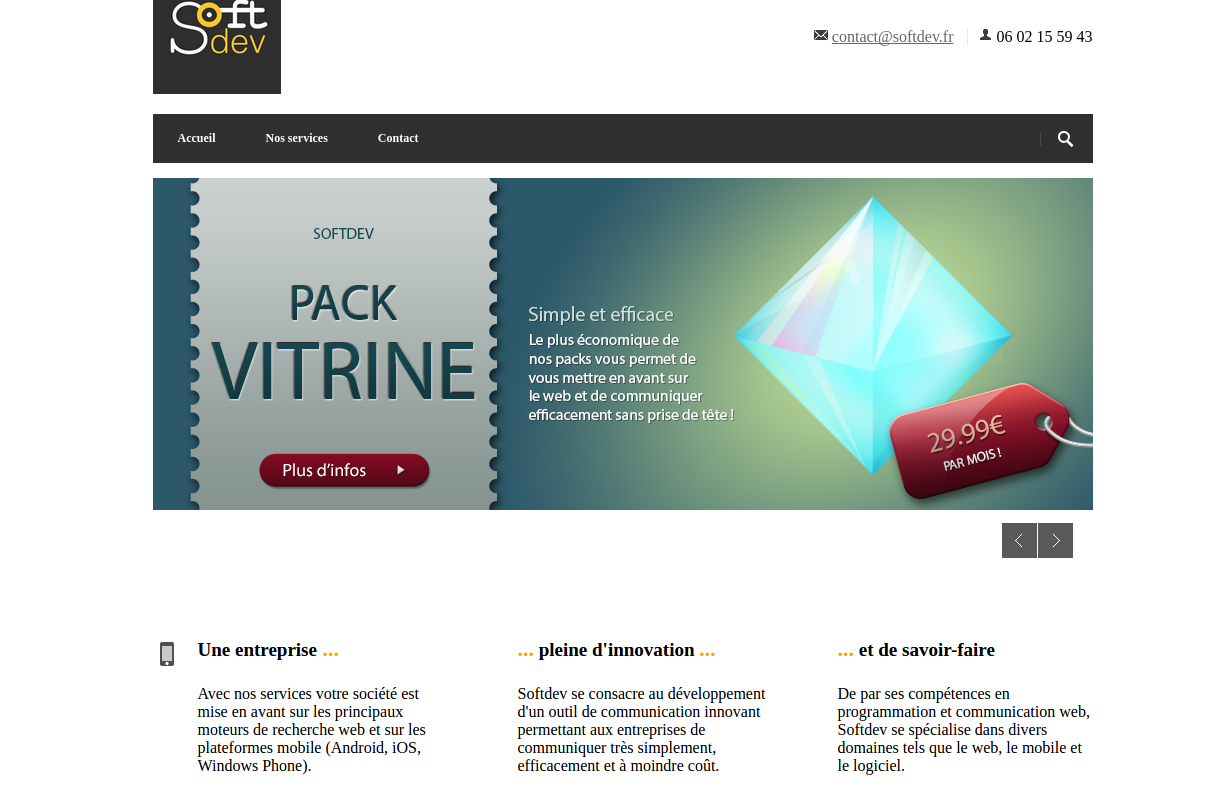 Soft
dev
contact@softdev.fr
06 02 15 59 43
Accueil
Nos services
Contact
SOFTDEV
PACK
VITRINE
Plus d'infos
Simple et efficace
Le plus économique de
nos packs vous permet de
vous mettre en avant sur
le web et de communiquer
efficacement sans prise de tête !
29.99€
PAR MOIS !
Une entreprise ...
Avec nos services votre société est
mise en avant sur les principaux
moteurs de recherche web et sur les
plateformes mobile (Android, iOS,
Windows Phone).
... pleine d'innovation ...
Softdev se consacre au développement
d'un outil de communication innovant
permettant aux entreprises de
communiquer très simplement,
efficacement et à moindre coût.
... et de savoir-faire
De par ses compétences en
programmation et communication web,
Softdev se spécialise dans divers
domaines tels que le web, le mobile et
le logiciel.